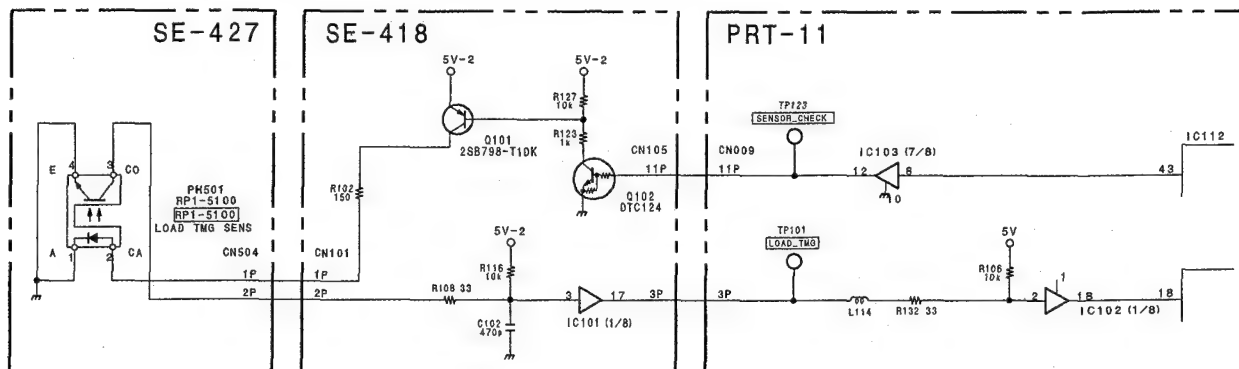 SE-427
SE-418
PRT-11
5V-2
5V-2
R127
10k
TP123
SENSOR_CHECK
IC112
Q101
2SB798-T1DK
R123
1k
CN105
CN009
IC103 (7/8)
E
4
3
CO
11P
11P
12
8
43
10
PH501
RP1-5100
RP1-5100
LOAD TMG SENS
R102
150
Q102
DTC124
5V-2
TP101
LOAD_TMG
5V
A
1
2
CA
CN504
CN101
R116
10k
R106
10k
1
1P
1P
2P
2P
R108 33
3
17
3P
3P
2
18
18
C102
470p
IC101 (1/8)
L114
R132 33
IC102 (1/8)